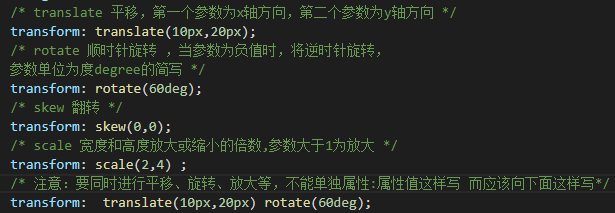 /* translate 平移，第一个参数为x轴方向，第二个参数为y轴方向 */
transform: translate(10px,20px);
/* rotate 顺时针旋转 ，当参数为负值时，将逆时针旋转，
参数单位为度degree的简写 */
transform: rotate(60deg);
/* skew 翻转 */
transform: skew(0,0);
/* scale 宽度和高度放大或缩小的倍数,参数大于1为放大 */
transform: scale(2,4) ;
/* 注意：要同时进行平移、旋转、放大等，不能单独属性:属性值这样写 而应该向下面这样写*/
transform:  translate(10px,20px) rotate(60deg);